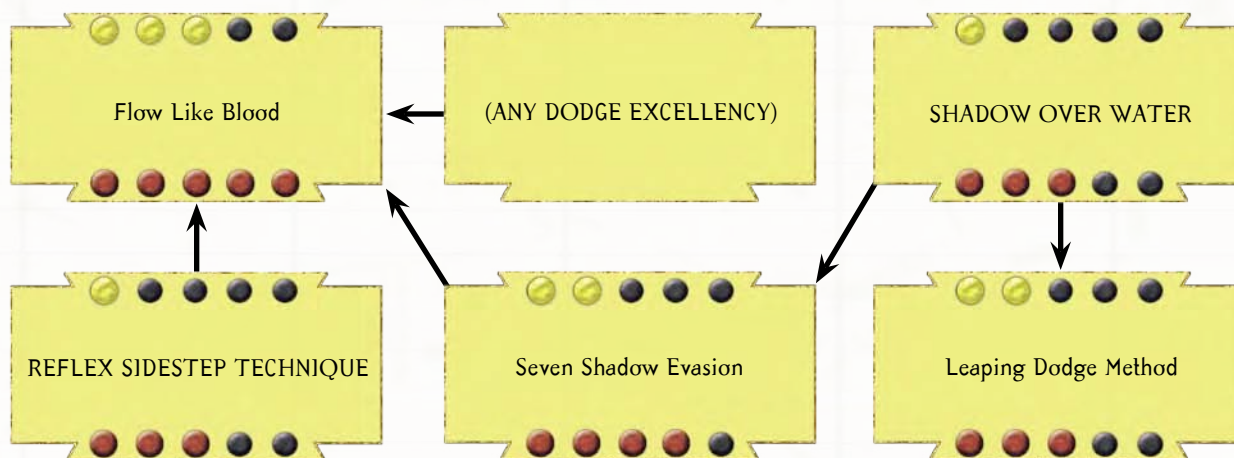 Flow Like Blood
(ANY DODGE EXCELLENCY)
SHADOW OVER WATER
REFLEX SIDESTEP TECHNIQUE
Seven Shadow Evasion
Leaping Dodge Method